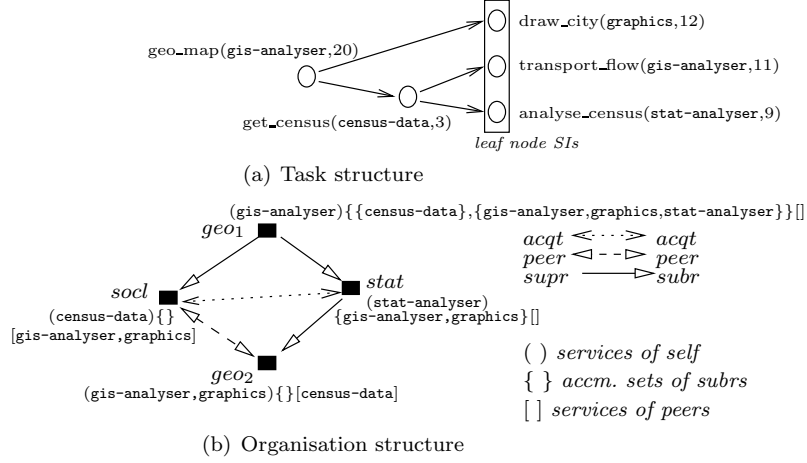 draw_city(graphics,12)
geo_map(gis-analyser,20)
transport_flow(gis-analyser,11)
get_census(census-data,3)
analyse_census(stat-analyser,9)
leaf node SIs
(a) Task structure
(gis-analyser){{census-data},{gis-analyser,graphics,stat-analyser}}[]
geo1
acqt acqt
peer peer
supr subr
socl
stat
(census-data){}
[gis-analyser,graphics]
(stat-analyser)
{gis-analyser,graphics}[]
geo2
(gis-analyser,graphics){}[census-data]
( ) services of self
{ } accm. sets of subrs
[ ] services of peers
(b) Organisation structure